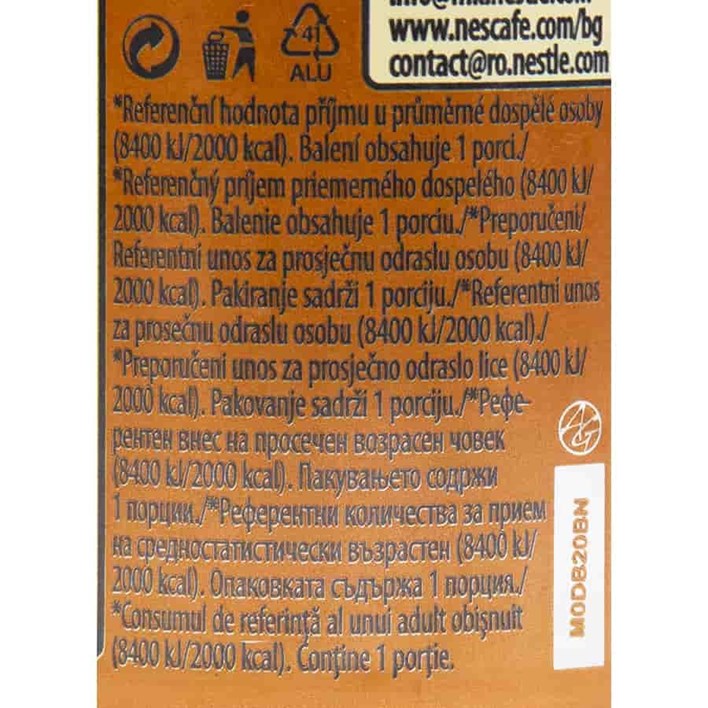 www.nescafe.com/bg
contact@ro.nestle.com
41
ALU
*Referenční hodnota příjmu u průměrné dospělé osoby
(8400 kJ/2000 kcal). Balení obsahuje 1 porci./
*Referenčný príjem priemerného dospelého (8400 kJ/
2000 kcal). Balenie obsahuje 1 porciu./*Preporučeni/
Referentni unos za prosječnu odraslu osobu (8400 kJ/
2000 kcal). Pakiranje sadrži 1 porciju./*Referentni unos
za prosečnu odraslu osobu (8400 kJ/2000 kcal)./
*Preporučeni unos za prosječno odraslo lice (8400 kJ/
2000 kcal). Pakovanje sadrži 1 porciju./*Рефе-
рентен внес на просечен возрасен човек
(8400 kJ/2000 kcal). Пакувањето содржи
1 порции./*Референтни количества за прием
на средностатистически възрастен (8400 kJ/
2000 kcal). Опаковката съдържа 1 порция./
*Consumul de referinţă al unui adult obişnuit
(8400 kJ/2000 kcal). Conţine 1 porţie.
M0DB20BN